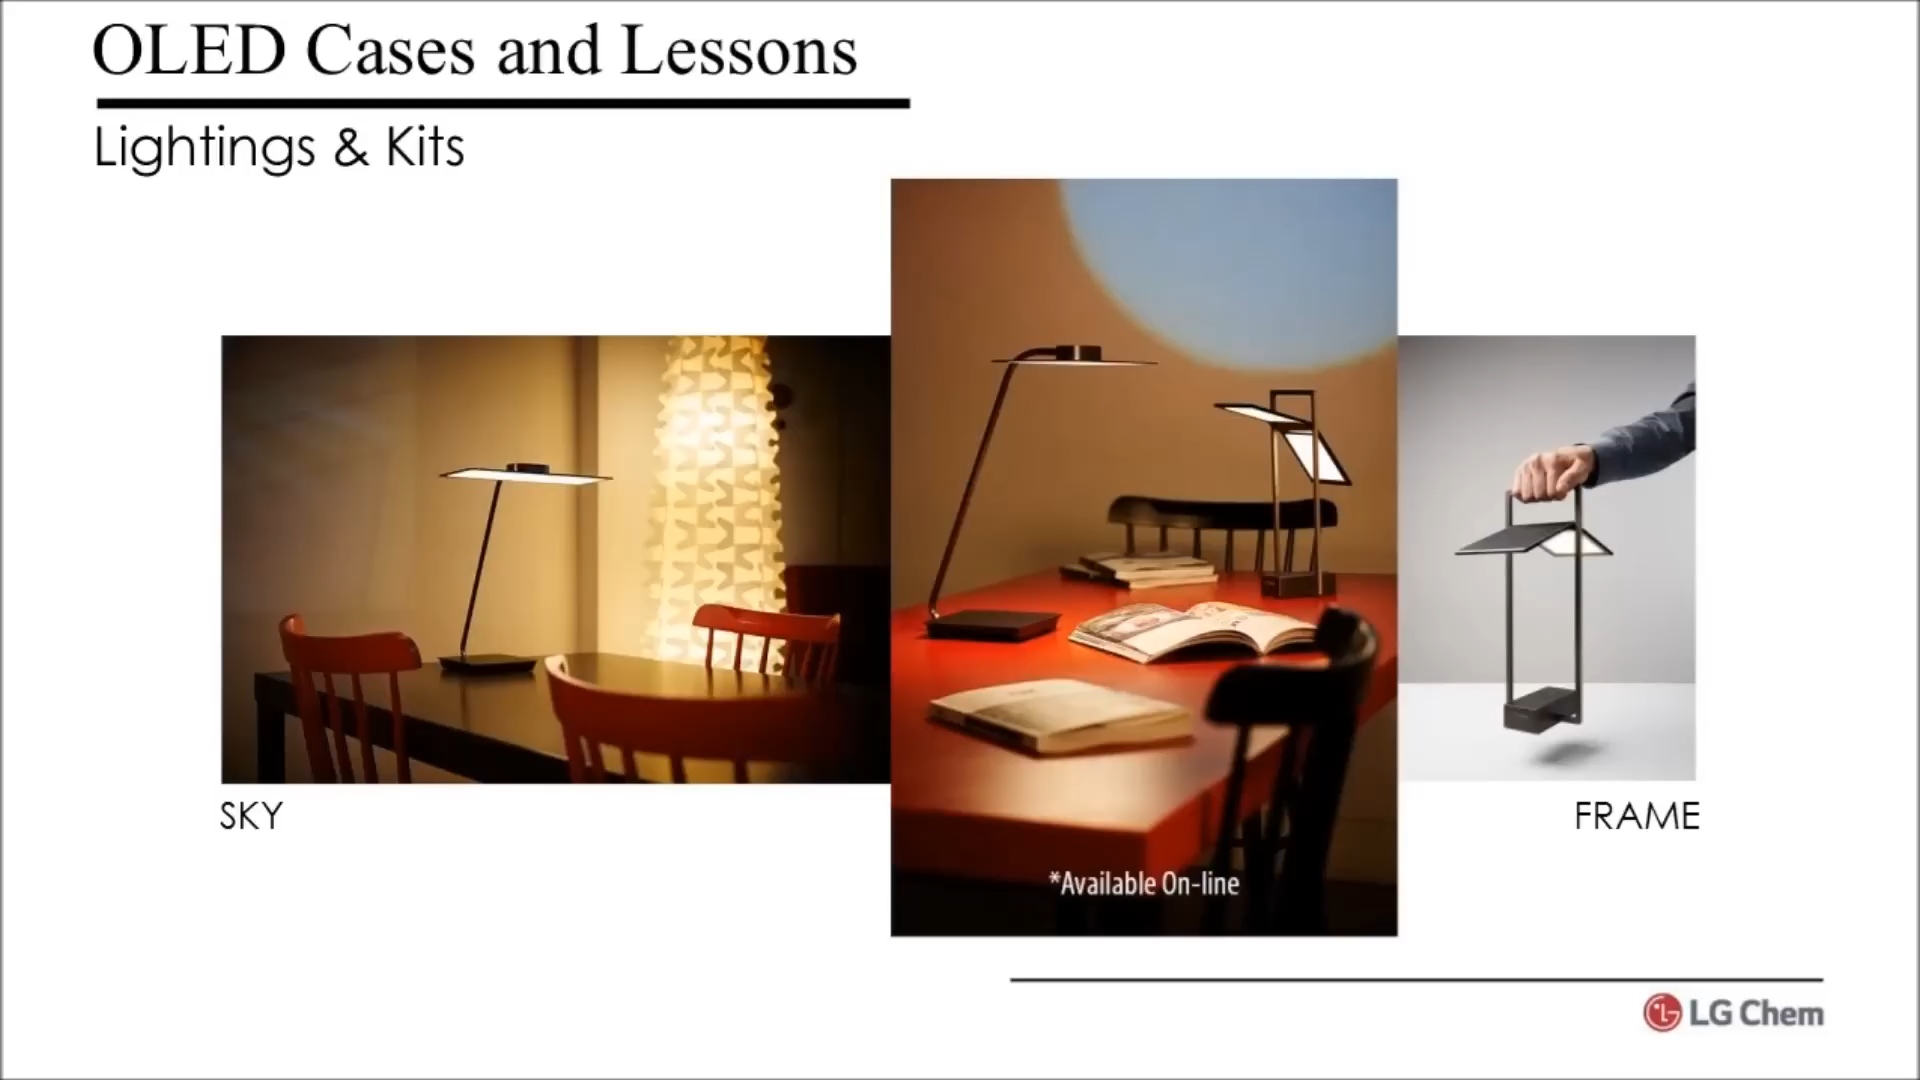 OLED Cases and Lessons
Lightings & Kits
SKY
FRAME
*Available On-line
LG Chem